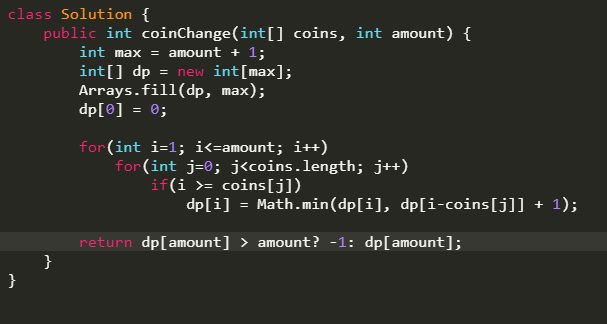 class Solution {
    public int coinChange(int[] coins, int amount) {
        int max = amount + 1;
        int[] dp = new int[max];
        Arrays.fill(dp, max);
        dp[0] = 0;

        for(int i=1; i<=amount; i++)
            for(int j=0; j<coins.length; j++)
                if(i >= coins[j])
                    dp[i] = Math.min(dp[i], dp[i-coins[j]] + 1);

        return dp[amount] > amount? -1: dp[amount];
    }
}